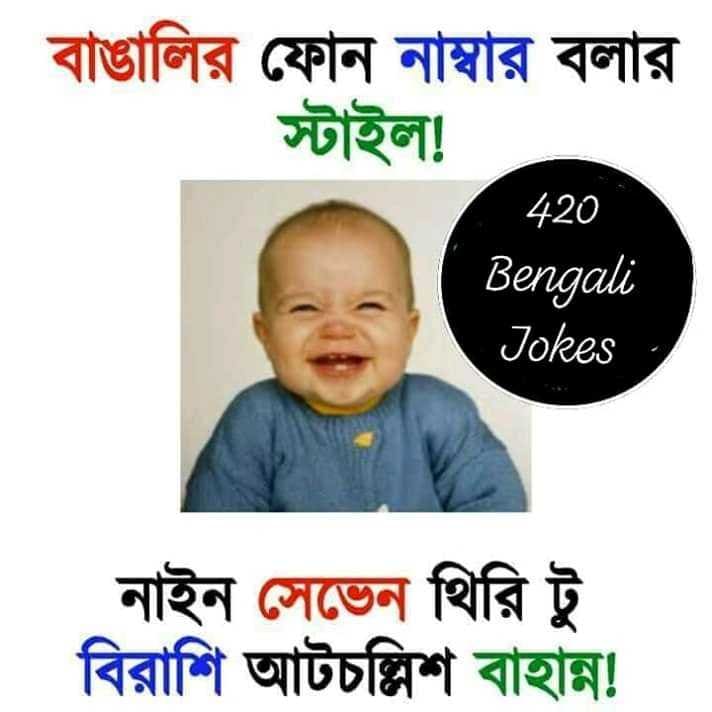 বাঙালির ফোন নাম্বার বলার
স্টাইল!
420
Bengali
Jokes
নাইন সেভেন থিরি টু
বিরাশি আটচল্লিশ বাহান্ন!